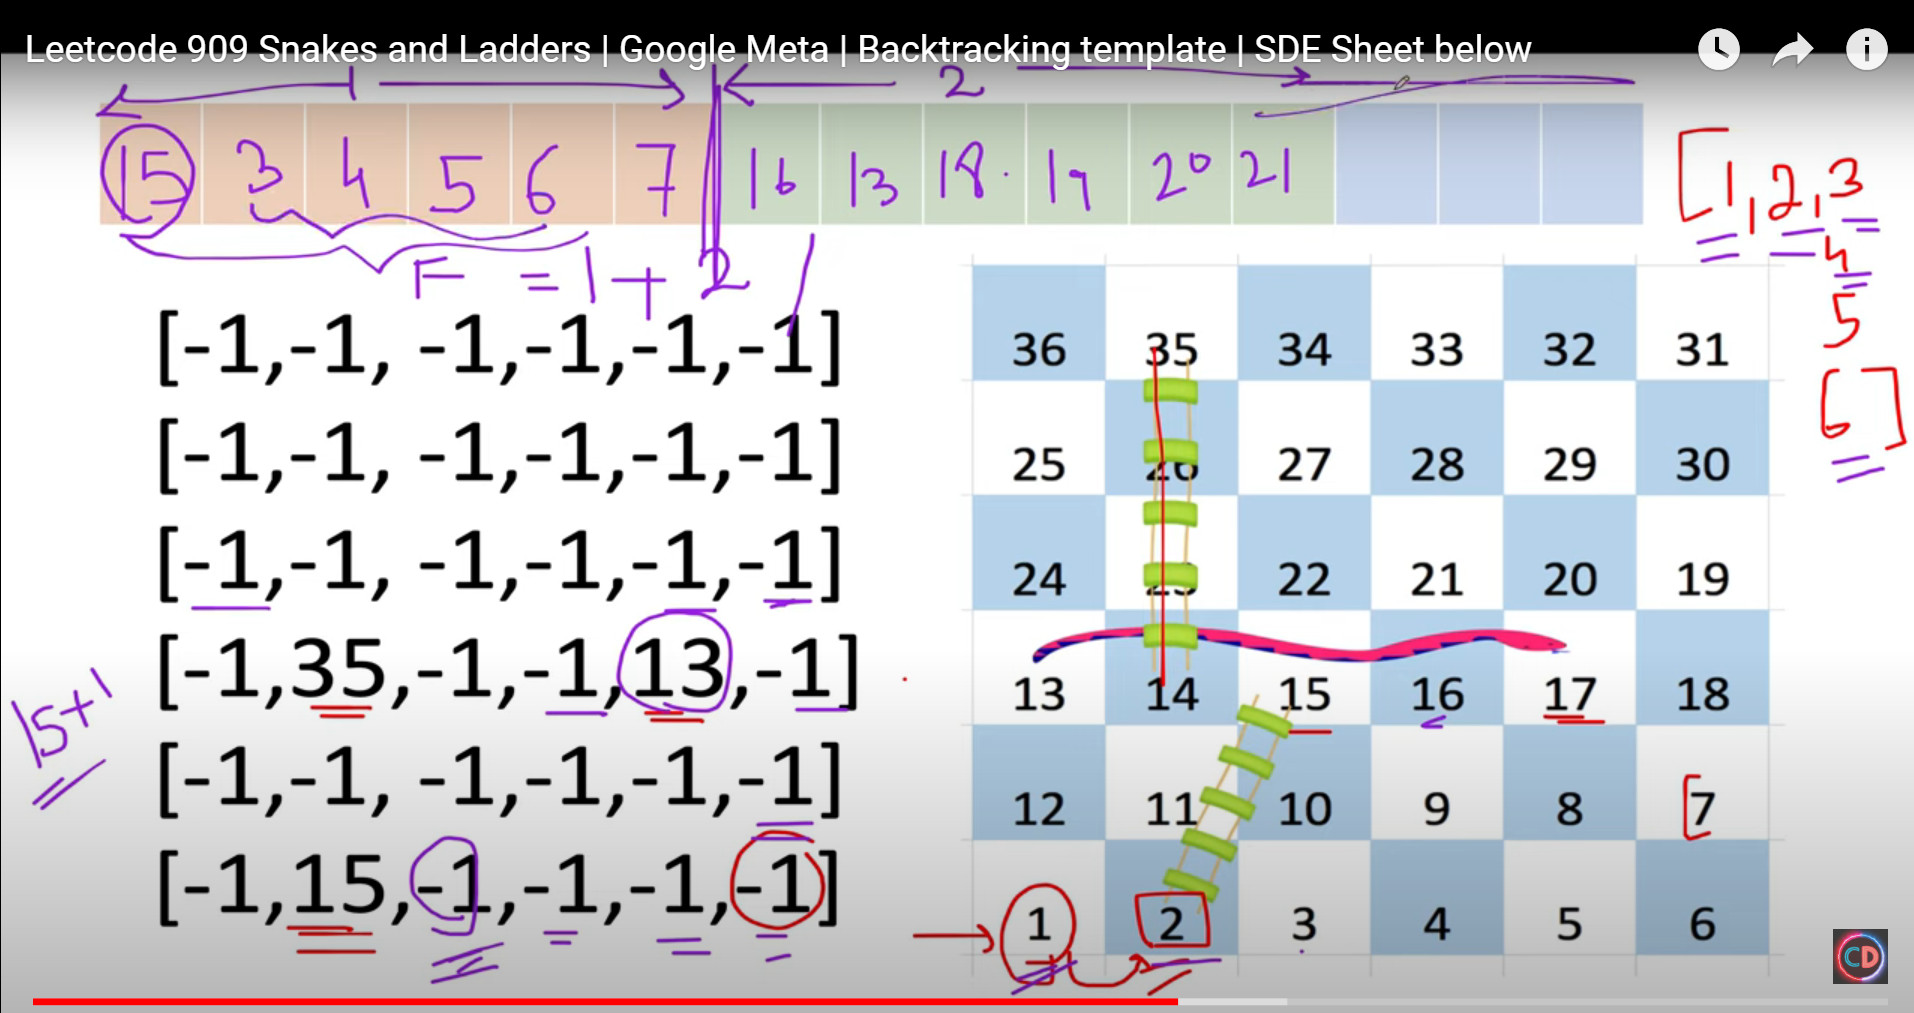 Leetcode 909 Snakes and Ladders | Google Meta | Backtracking template | SDE Sheet below
1 2
15 3 4 5 6 7 16 13 18 19 20 21
[1,2,3
4
5
6]
F = 1 + 2
[-1,-1, -1,-1,-1,-1]
[-1,-1, -1,-1,-1,-1]
[-1,-1, -1,-1,-1,-1]
[-1,35,-1,-1,13,-1]
[-1,-1, -1,-1,-1,-1]
[-1,15,-1,-1,-1,-1]
15+1
36 35 34 33 32 31
25 26 27 28 29 30
24 23 22 21 20 19
13 14 15 16 17 18
12 11 10 9 8 7
1 2 3 4 5 6
CD